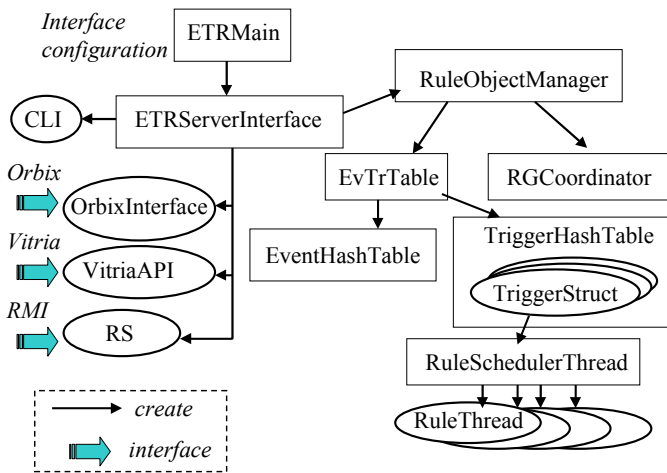 Interface
configuration
ETRMain
RuleObjectManager
CLI
ETRServerInterface
Orbix
OrbixInterface
EvTrTable
RGCoordinator
Vitria
VitriaAPI
EventHashTable
TriggerHashTable
TriggerStruct
RMI
RS
RuleSchedulerThread
RuleThread
create
interface